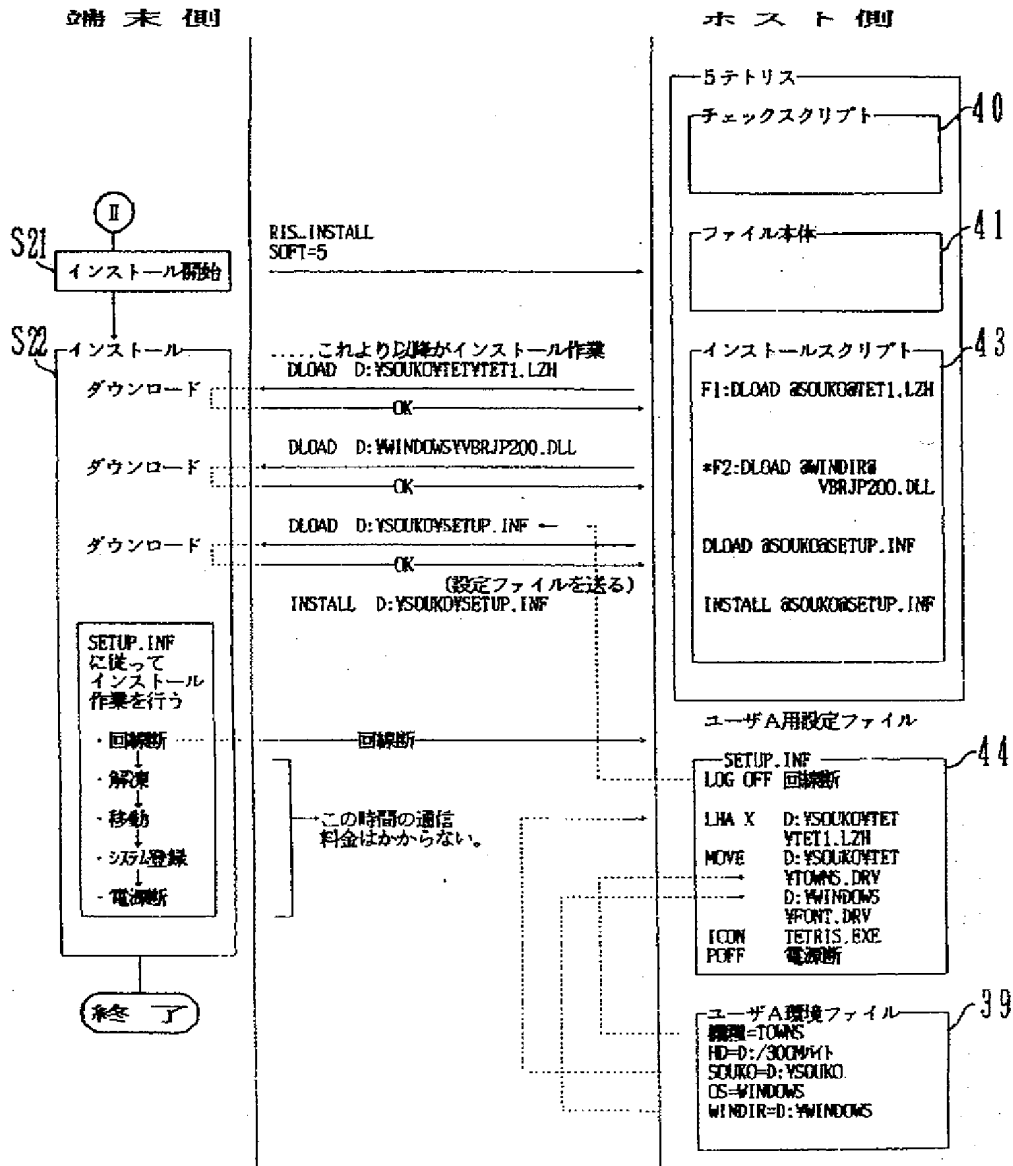 端末側
ホスト側
5テトリス
チェックスクリプト
40
ファイル本体
41
Ⅱ
S21
インストール開始
RIS_INSTALL
SOFT=5
S22
インストール
ダウンロード
ダウンロード
ダウンロード
.....これより以降がインストール作業
DLOAD D:¥SOUKO¥TET¥TET1.LZH
OK
DLOAD D:¥WINDOWS¥VBRJP200.DLL
OK
DLOAD D:¥SOUKO¥SETUP.INF
OK
(設定ファイルを送る)
INSTALL D:¥SOUKO¥SETUP.INF
インストールスクリプト
43
F1:DLOAD @SOUKO@TET1.LZH
*F2:DLOAD @WINDIR@
VBRJP200.DLL
DLOAD @SOUKO@SETUP.INF
INSTALL @SOUKO@SETUP.INF
SETUP.INF
に従って
インストール
作業を行う
・回線断
・解凍
・移動
・システム登録
・電源断
回線断
この時間の通信
料金はかからない。
終了
ユーザA用設定ファイル
44
SETUP.INF
LOG OFF 回線断
LHA X D:¥SOUKO¥TET
¥TET1.LZH
MOVE D:¥SOUKO¥TET
¥TOWNS.DRV
D:¥WINDOWS
¥FONT.DRV
ICON TETRIS.EXE
POFF 電源断
ユーザA環境ファイル
39
機種=TOWNS
HD=D:/300Mバイト
SOUKO=D:¥SOUKO
OS=WINDOWS
WINDIR=D:¥WINDOWS